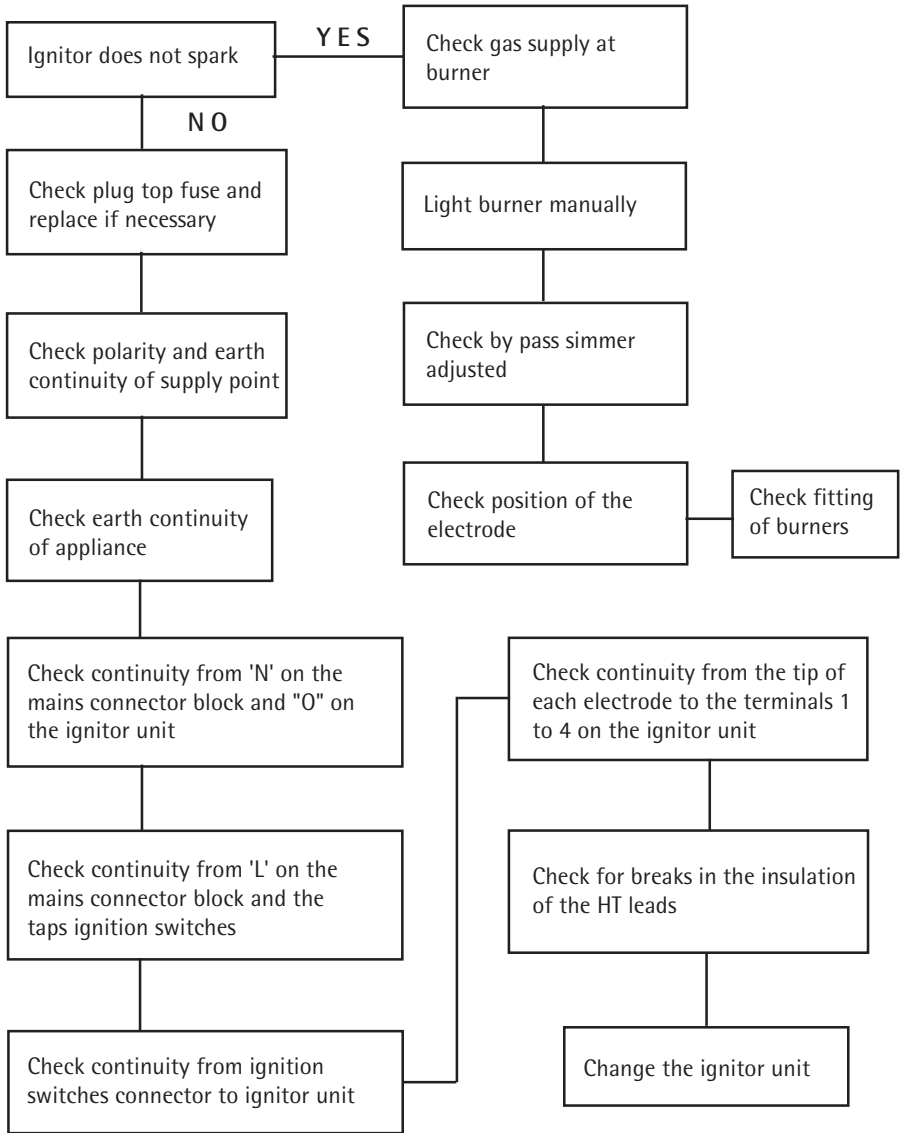 Ignitor does not spark
YES
Check gas supply at
burner
NO
Check plug top fuse and
replace if necessary
Light burner manually
Check polarity and earth
continuity of supply point
Check by pass simmer
adjusted
Check earth continuity
of appliance
Check position of the
electrode
Check fitting
of burners
Check continuity from 'N' on the
mains connector block and "O" on
the ignitor unit
Check continuity from the tip of
each electrode to the terminals 1
to 4 on the ignitor unit
Check continuity from 'L' on the
mains connector block and the
taps ignition switches
Check for breaks in the insulation
of the HT leads
Check continuity from ignition
switches connector to ignitor unit
Change the ignitor unit